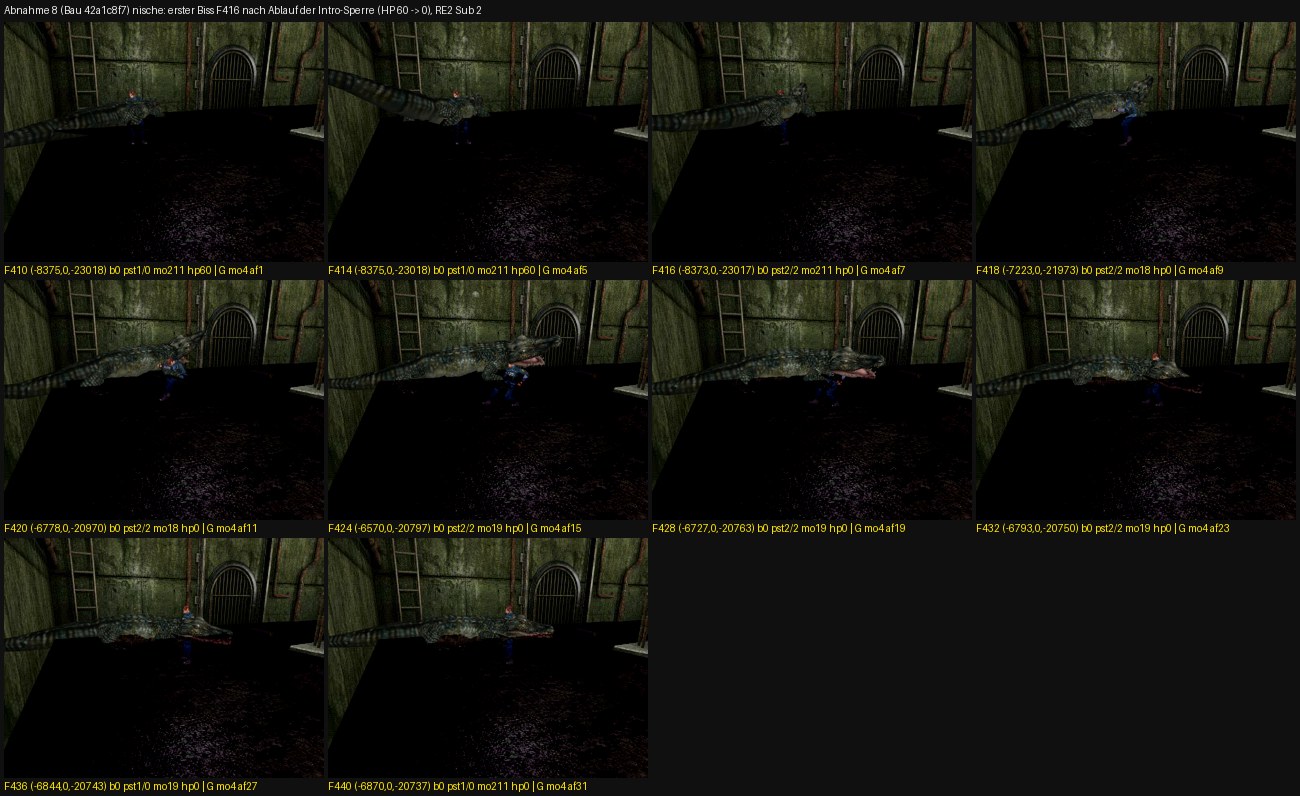 Abnahme 8 (Bau 42a1c8f7) nische: erster Biss F416 nach Ablauf der Intro-Sperre (HP 60 -> 0), RE2 Sub 2
F410 (-8375,0,-23018) b0 pst1/0 mo211 hp60 | G mo4 af1
F414 (-8375,0,-23018) b0 pst1/0 mo211 hp60 | G mo4 af5
F416 (-8373,0,-23017) b0 pst2/2 mo211 hp0 | G mo4 af7
F418 (-7223,0,-21973) b0 pst2/2 mo18 hp0 | G mo4 af9
F420 (-6778,0,-20970) b0 pst2/2 mo18 hp0 | G mo4 af11
F424 (-6570,0,-20797) b0 pst2/2 mo19 hp0 | G mo4 af15
F428 (-6727,0,-20763) b0 pst2/2 mo19 hp0 | G mo4 af19
F432 (-6793,0,-20750) b0 pst2/2 mo19 hp0 | G mo4 af23
F436 (-6844,0,-20743) b0 pst1/0 mo19 hp0 | G mo4 af27
F440 (-6870,0,-20737) b0 pst1/0 mo211 hp0 | G mo4 af31